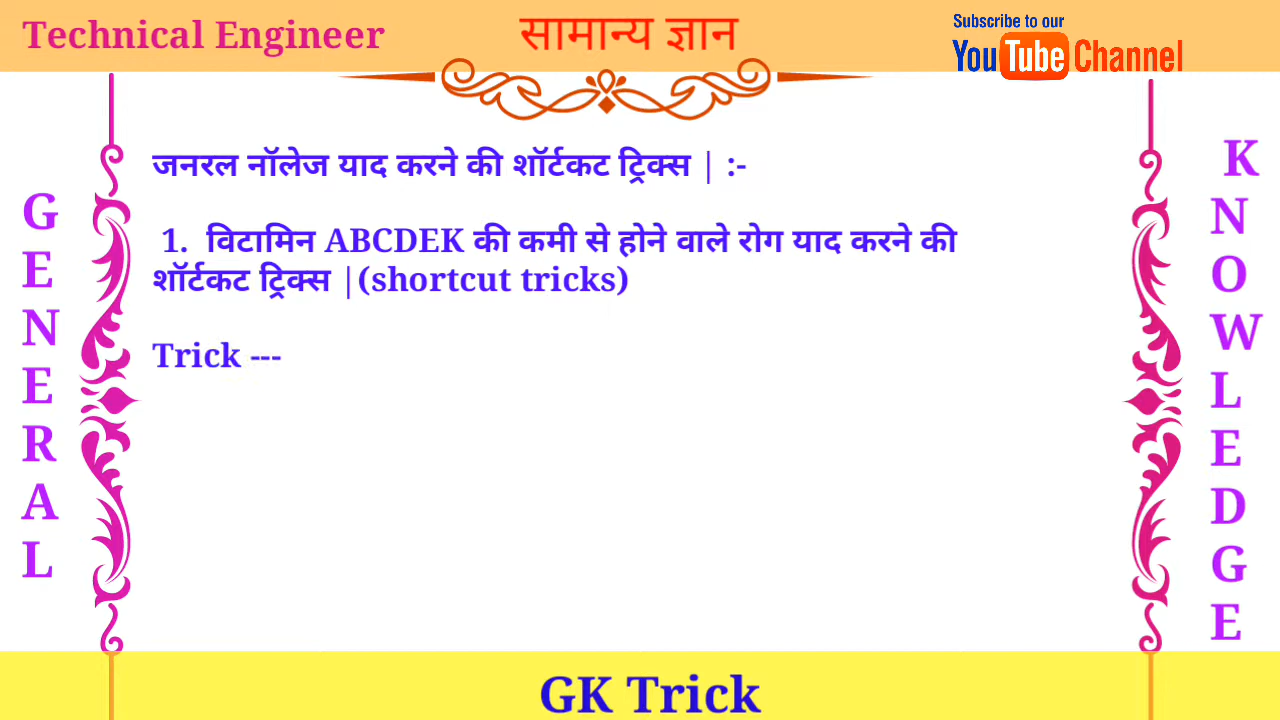 Technical Engineer
सामान्य ज्ञान
Subscribe to our
YouTube Channel
जनरल नॉलेज याद करने की शॉर्टकट ट्रिक्स | :-
1. विटामिन ABCDEK की कमी से होने वाले रोग याद करने की
शॉर्टकट ट्रिक्स |(shortcut tricks)
Trick ---
GENERAL
KNOWLEDGE
GK Trick